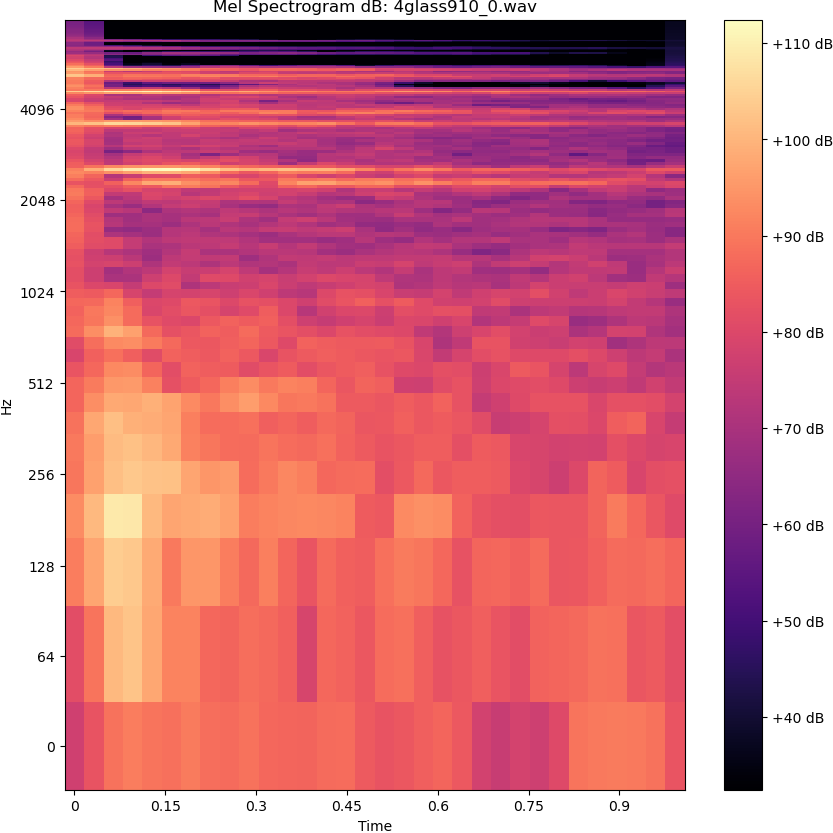 Mel Spectrogram dB: 4glass910_0.wav
+110 dB
4096
+100 dB
2048
+90 dB
1024
+80 dB
512
Hz
+70 dB
256
+60 dB
128
+50 dB
64
+40 dB
0
0 0.15 0.3 0.45 0.6 0.75 0.9
Time